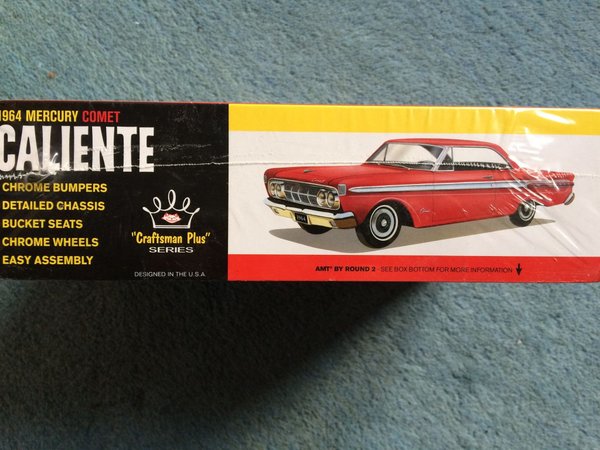 1964 MERCURY COMET
CALIENTE
CHROME BUMPERS
DETAILED CHASSIS
BUCKET SEATS
CHROME WHEELS
EASY ASSEMBLY
"Craftsman Plus"
SERIES
DESIGNED IN THE U.S.A.
1964
AMT® BY ROUND 2 - SEE BOX BOTTOM FOR MORE INFORMATION